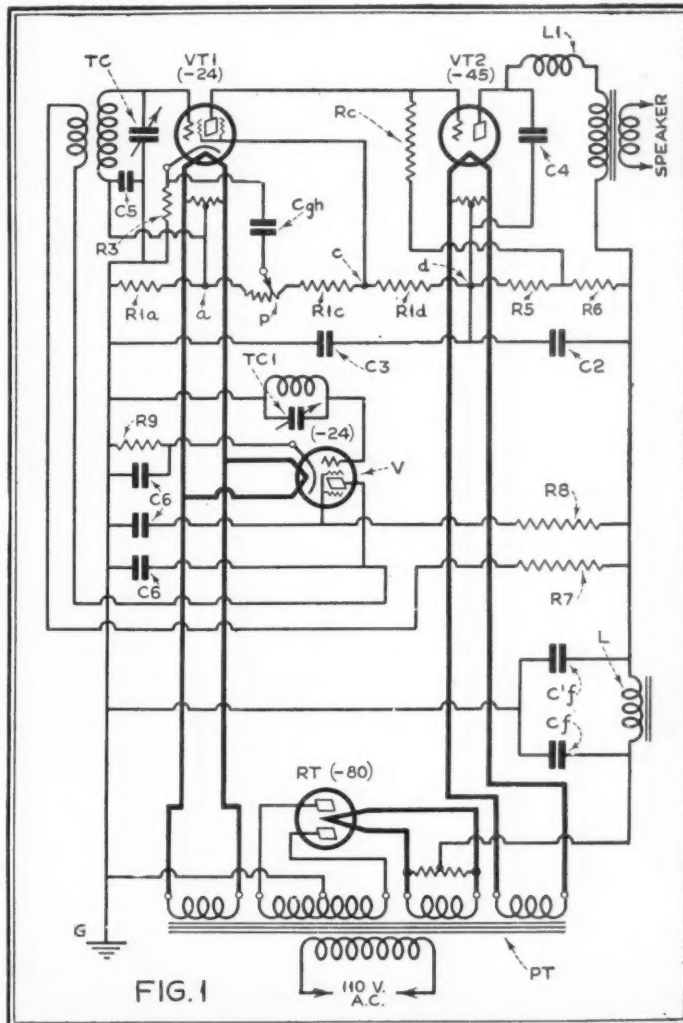 TC
VT1
(-24)
VT2
(-45)
L1
Rc
SPEAKER
C4
C5
R3
Cgh
c
d
R1a
a
P
R1c
R1d
R5
R6
C3
C2
TC1
(-24)
R9
V
C6
R8
C6
R7
C'f
L
Cf
RT (-80)
G
PT
110 V.
A.C.
FIG.1